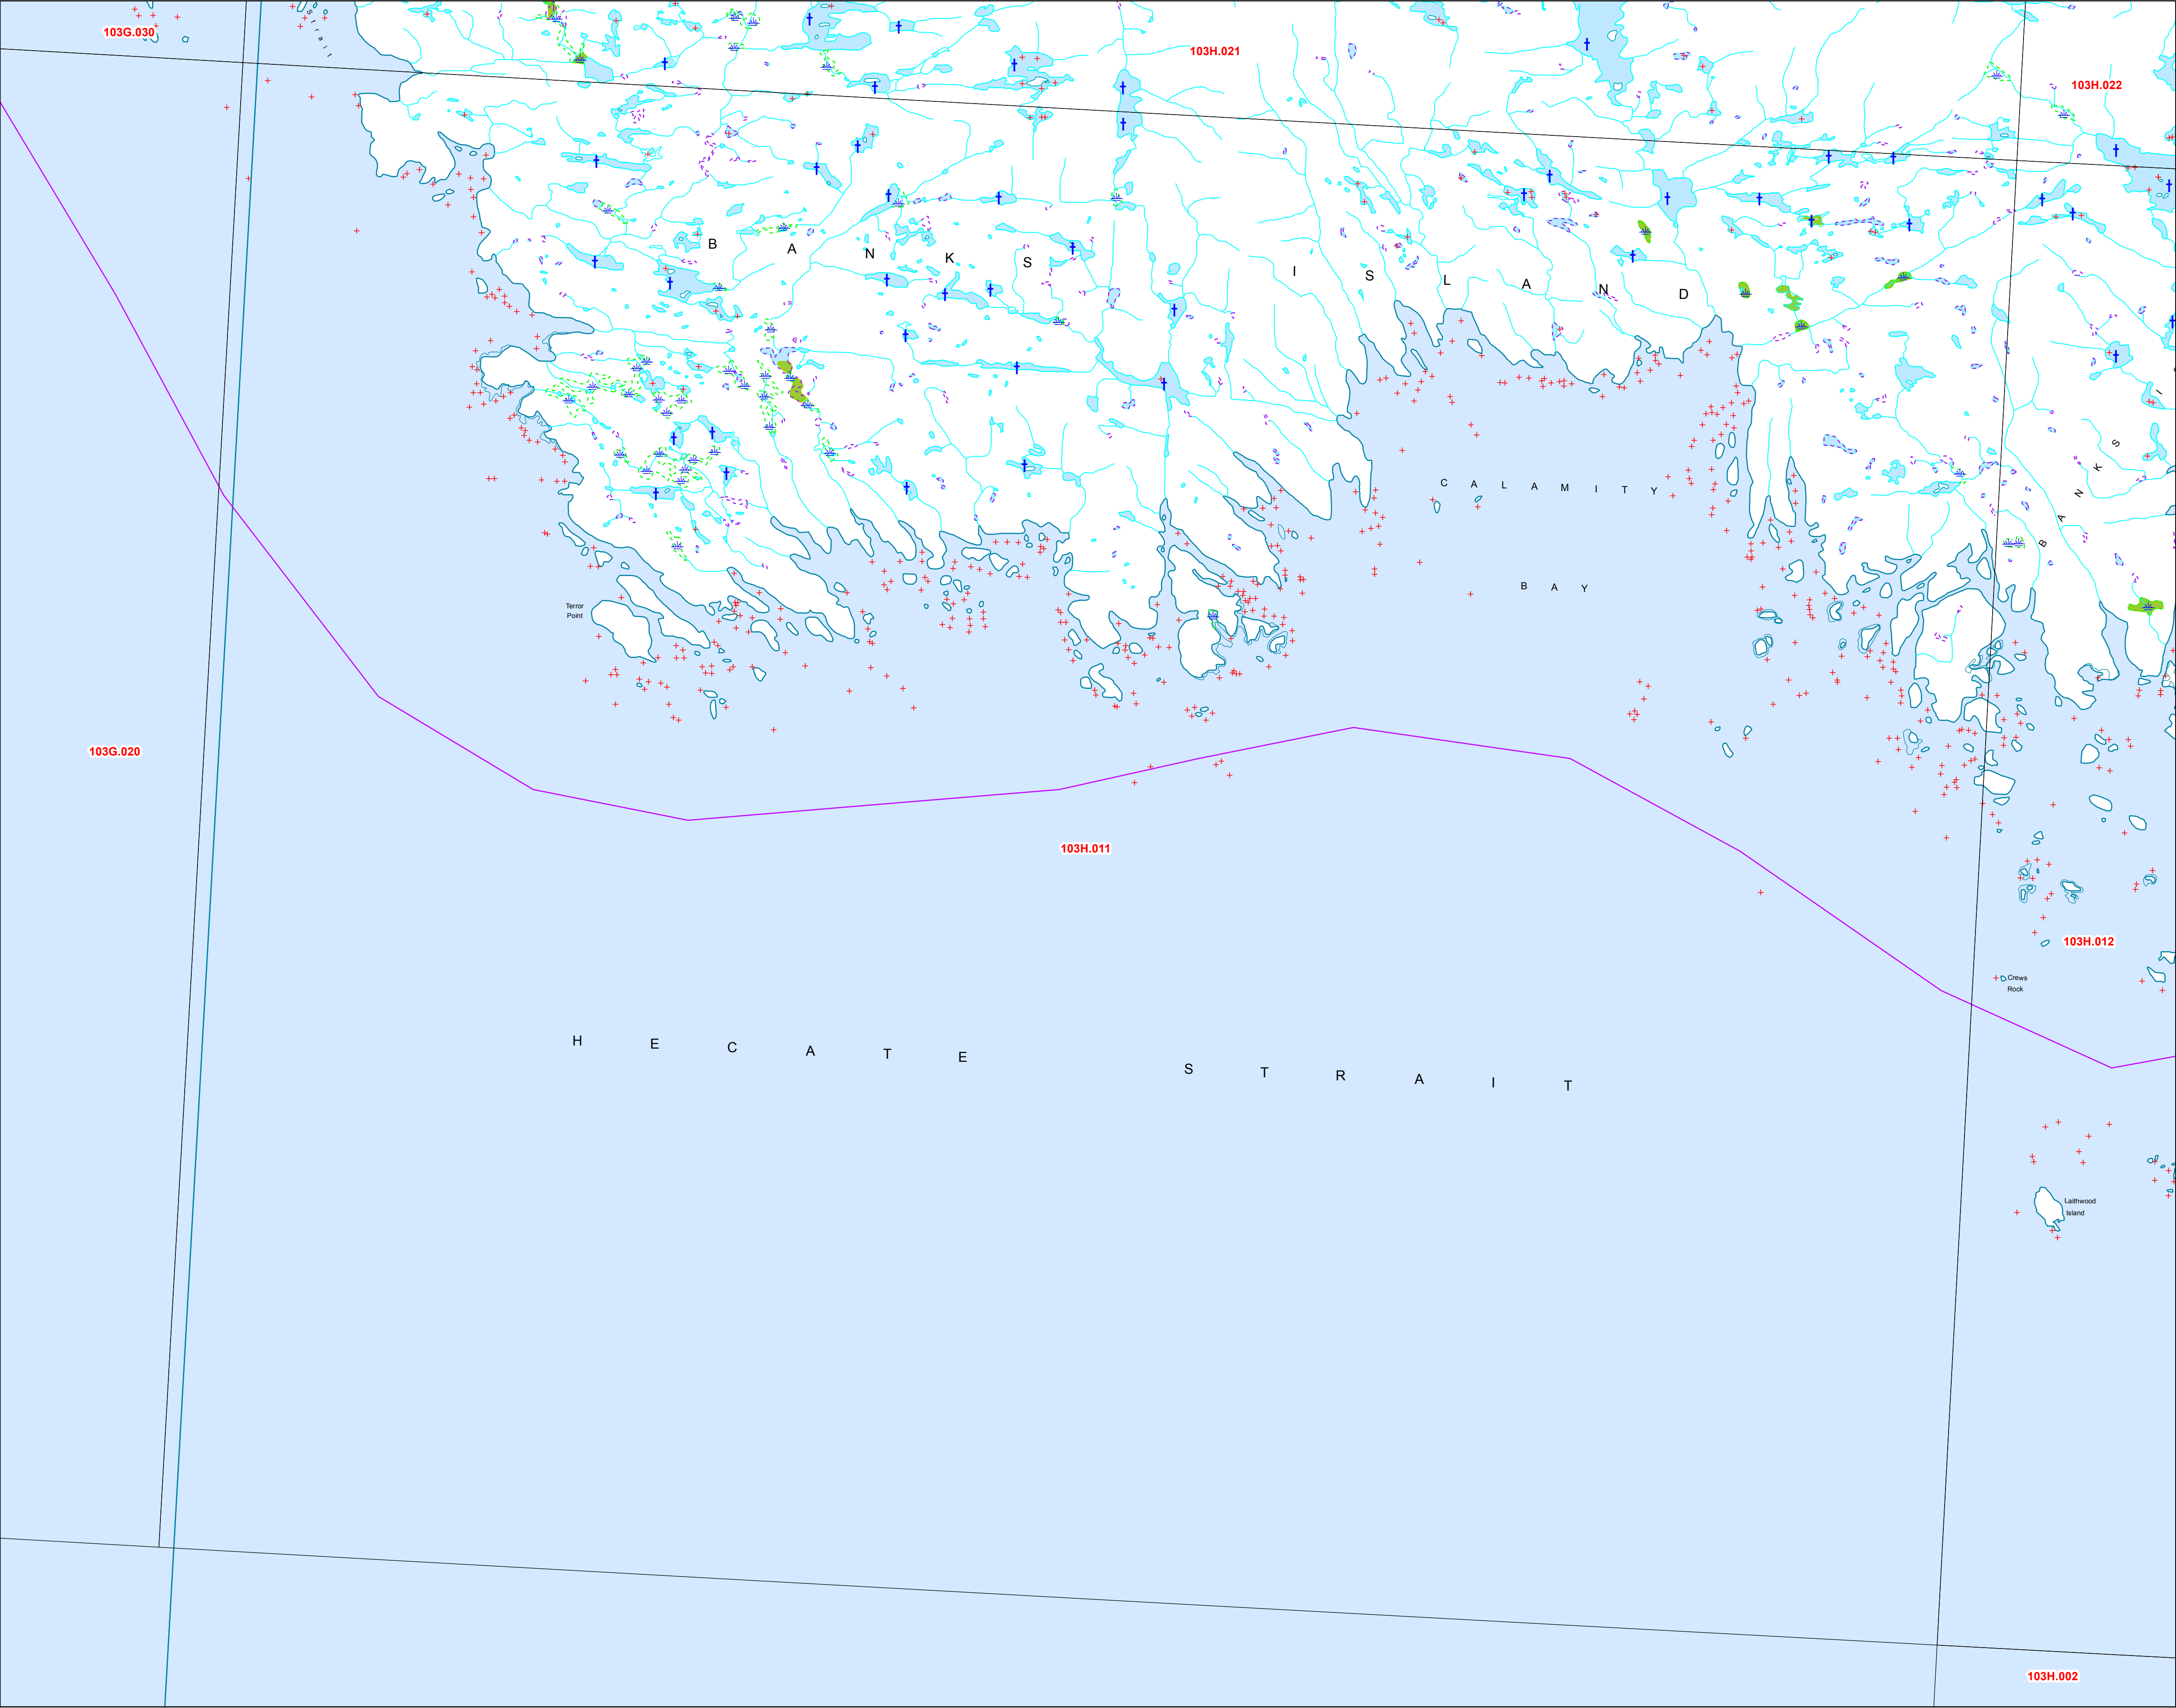 103G.030
Strait
103H.021
103H.022
BANKS ISLAND
CALAMITY
BAY
BANKS I
Terror
Point
103G.020
103H.011
103H.012
Crews
Rock
HECATE STRAIT
Laithwood
Island
103H.002